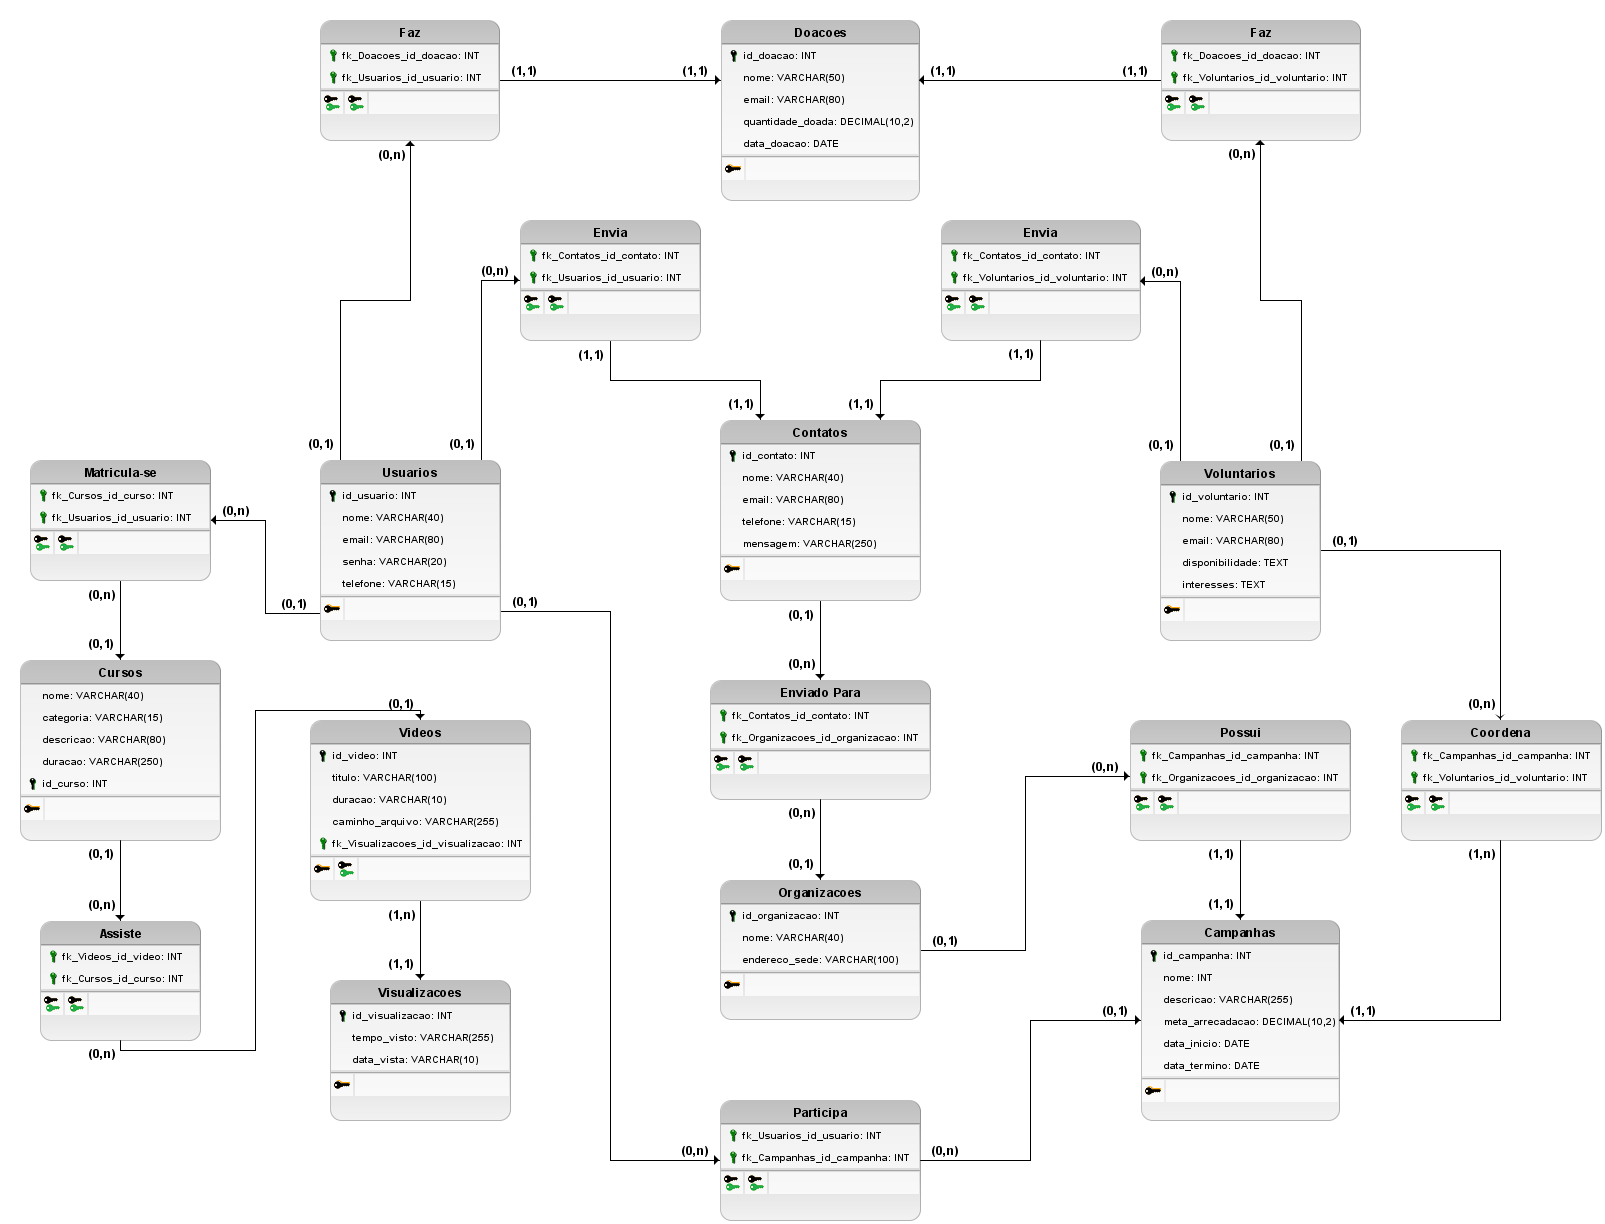 Faz
fk_Doacoes_id_doacao: INT
fk_Usuarios_id_usuario: INT
(1,1)
(1,1)
(0,n)
Doacoes
id_doacao: INT
nome: VARCHAR(50)
email: VARCHAR(80)
quantidade_doada: DECIMAL(10,2)
data_doacao: DATE
(1,1)
(1,1)
Faz
fk_Doacoes_id_doacao: INT
fk_Voluntarios_id_voluntario: INT
(0,n)
Envia
fk_Contatos_id_contato: INT
fk_Usuarios_id_usuario: INT
(0,n)
(1,1)
Envia
fk_Contatos_id_contato: INT
fk_Voluntarios_id_voluntario: INT
(0,n)
(1,1)
(1,1)
(1,1)
Contatos
id_contato: INT
nome: VARCHAR(40)
email: VARCHAR(80)
telefone: VARCHAR(15)
mensagem: VARCHAR(250)
(0,1)
(0,1)
(0,1)
Usuarios
id_usuario: INT
nome: VARCHAR(40)
email: VARCHAR(80)
senha: VARCHAR(20)
telefone: VARCHAR(15)
(0,1)
(0,1)
Matricula-se
fk_Cursos_id_curso: INT
fk_Usuarios_id_usuario: INT
(0,n)
(0,n)
(0,1)
(0,1)
(0,1)
Voluntarios
id_voluntario: INT
nome: VARCHAR(50)
email: VARCHAR(80)
disponibilidade: TEXT
interesses: TEXT
(0,1)
Cursos
nome: VARCHAR(40)
categoria: VARCHAR(15)
descricao: VARCHAR(80)
duracao: VARCHAR(250)
id_curso: INT
(0,1)
(0,n)
(0,1)
Videos
id_video: INT
titulo: VARCHAR(100)
duracao: VARCHAR(10)
caminho_arquivo: VARCHAR(255)
fk_Visualizacoes_id_visualizacao: INT
(1,n)
(1,1)
(0,n)
Enviado Para
fk_Contatos_id_contato: INT
fk_Organizacoes_id_organizacao: INT
(0,n)
(0,1)
(0,n)
Possui
fk_Campanhas_id_campanha: INT
fk_Organizacoes_id_organizacao: INT
(1,1)
(1,1)
(0,n)
Coordena
fk_Campanhas_id_campanha: INT
fk_Voluntarios_id_voluntario: INT
(1,n)
Assiste
fk_Videos_id_video: INT
fk_Cursos_id_curso: INT
(0,n)
Visualizacoes
id_visualizacao: INT
tempo_visto: VARCHAR(255)
data_vista: VARCHAR(10)
Organizacoes
id_organizacao: INT
nome: VARCHAR(40)
endereco_sede: VARCHAR(100)
(0,1)
Campanhas
id_campanha: INT
nome: INT
descricao: VARCHAR(255)
meta_arrecadacao: DECIMAL(10,2)
data_inicio: DATE
data_termino: DATE
(0,1)
(1,1)
Participa
fk_Usuarios_id_usuario: INT
fk_Campanhas_id_campanha: INT
(0,n)
(0,n)